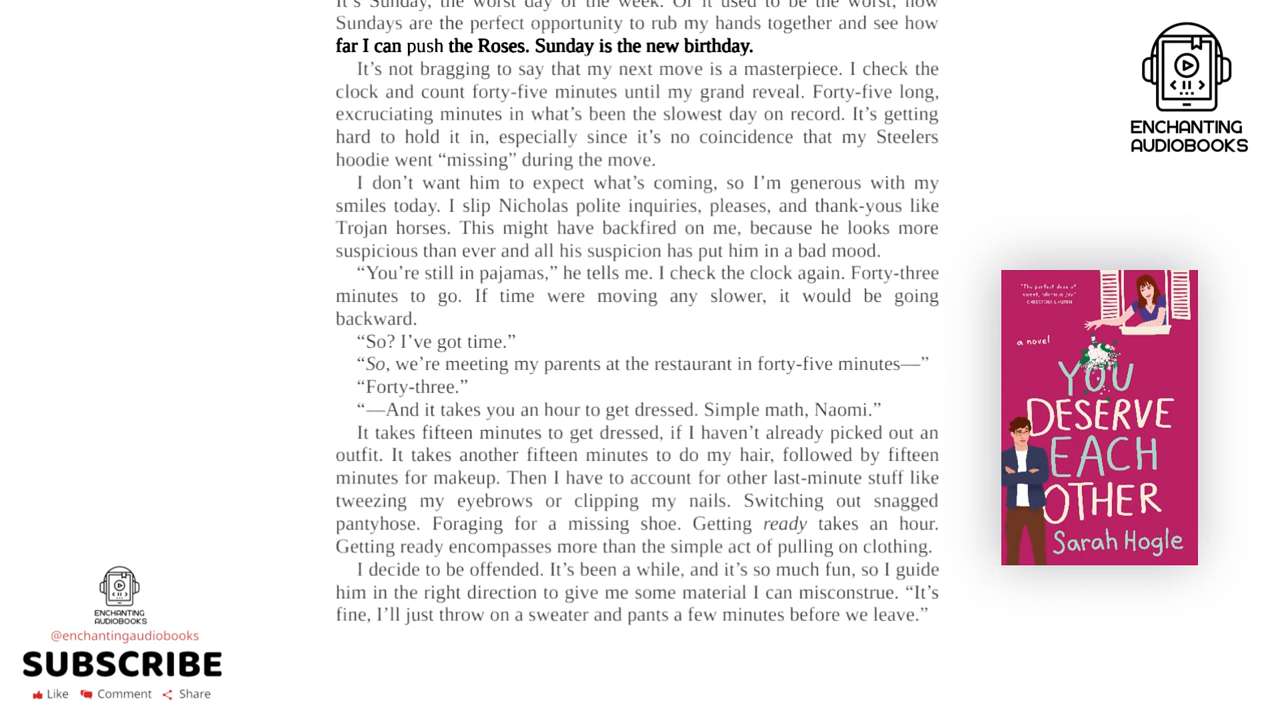 It's Sunday, the worst day of the week. Or it used to be the worst, now
Sundays are the perfect opportunity to rub my hands together and see how
far I can push the Roses. Sunday is the new birthday.
It's not bragging to say that my next move is a masterpiece. I check the
clock and count forty-five minutes until my grand reveal. Forty-five long,
excruciating minutes in what's been the slowest day on record. It's getting
hard to hold it in, especially since it's no coincidence that my Steelers
hoodie went “missing” during the move.
I don't want him to expect what's coming, so I'm generous with my
smiles today. I slip Nicholas polite inquiries, pleases, and thank-yous like
Trojan horses. This might have backfired on me, because he looks more
suspicious than ever and all his suspicion has put him in a bad mood.
“You're still in pajamas,” he tells me. I check the clock again. Forty-three
minutes to go. If time were moving any slower, it would be going
backward.
“So? I've got time.”
“So, we're meeting my parents at the restaurant in forty-five minutes—”
“Forty-three.”
“—And it takes you an hour to get dressed. Simple math, Naomi.”
It takes fifteen minutes to get dressed, if I haven't already picked out an
outfit. It takes another fifteen minutes to do my hair, followed by fifteen
minutes for makeup. Then I have to account for other last-minute stuff like
tweezing my eyebrows or clipping my nails. Switching out snagged
pantyhose. Foraging for a missing shoe. Getting ready takes an hour.
Getting ready encompasses more than the simple act of pulling on clothing.
I decide to be offended. It's been a while, and it's so much fun, so I guide
him in the right direction to give me some material I can misconstrue. “It's
fine, I'll just throw on a sweater and pants a few minutes before we leave.”
ENCHANTING
AUDIOBOOKS
CHRISTINA LAUREN
a novel
YOU
DESERVE
EACH
OTHER
Sarah Hogle
ENCHANTING
AUDIOBOOKS
@enchantingaudiobooks
SUBSCRIBE
Like Comment Share